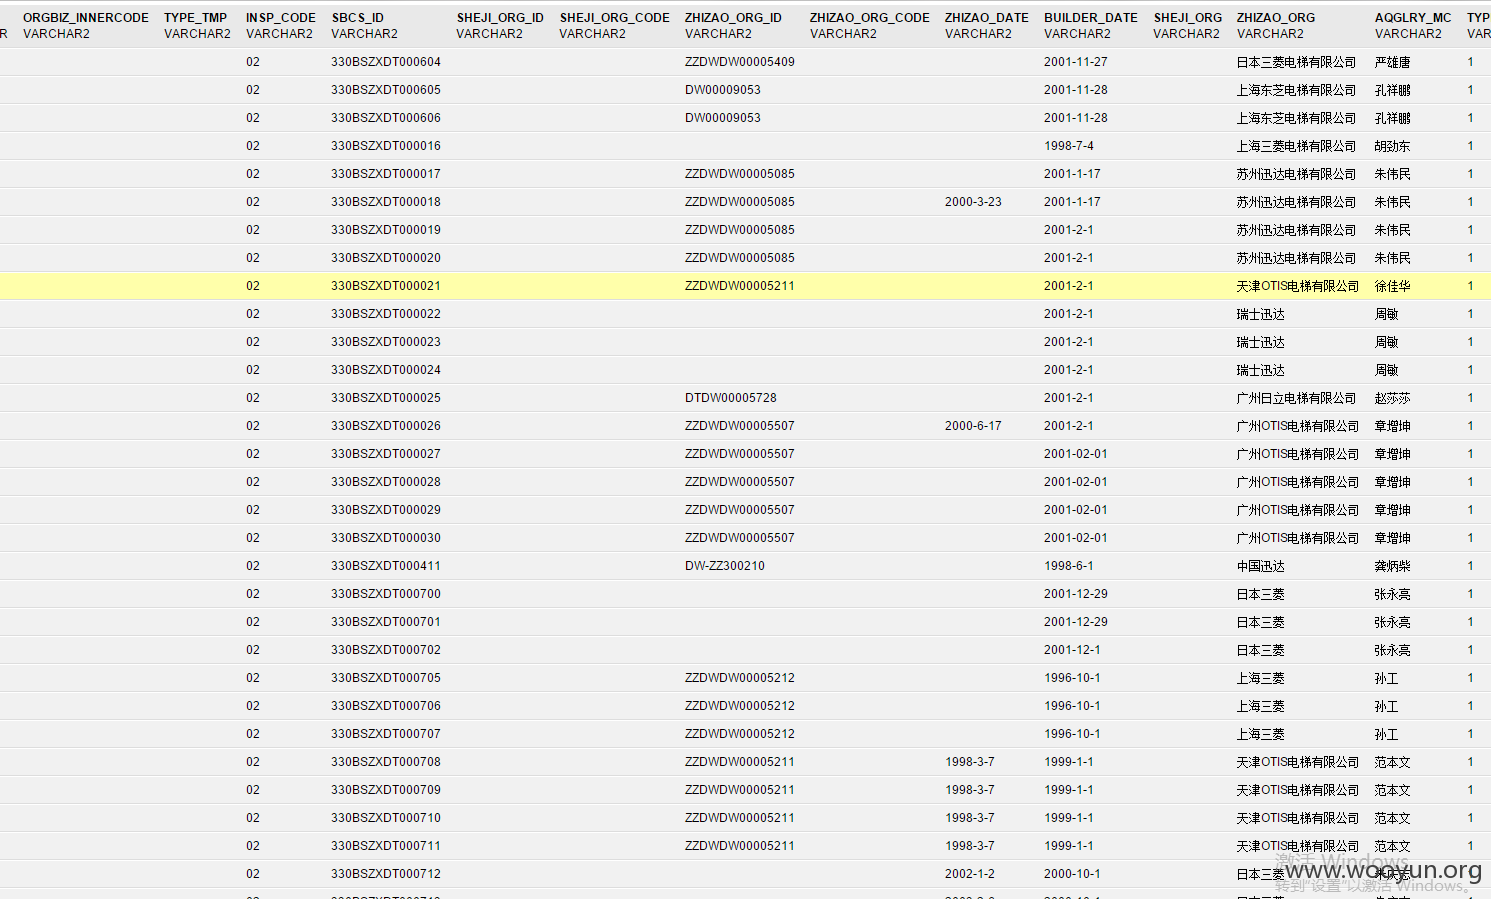 ORGBIZ_INNERCODE TYPE_TMP INSP_CODE SBCS_ID SHEJI_ORG_ID SHEJI_ORG_CODE ZHIZAO_ORG_ID ZHIZAO_ORG_CODE ZHIZAO_DATE BUILDER_DATE SHEJI_ORG ZHIZAO_ORG AQGLRY_MC TYP
R VARCHAR2 VARCHAR2 VARCHAR2 VARCHAR2 VARCHAR2 VARCHAR2 VARCHAR2 VARCHAR2 VARCHAR2 VARCHAR2 VARCHAR2 VARCHAR2 VARCHAR2 VAR
02 330BSZXDT000604 ZZDWDW00005409 2001-11-27 日本三菱电梯有限公司 严雄唐 1
02 330BSZXDT000605 DW00009053 2001-11-28 上海东芝电梯有限公司 孔祥鹏 1
02 330BSZXDT000606 DW00009053 2001-11-28 上海东芝电梯有限公司 孔祥鹏 1
02 330BSZXDT000016 1998-7-4 上海三菱电梯有限公司 胡劲东 1
02 330BSZXDT000017 ZZDWDW00005085 2001-1-17 苏州迅达电梯有限公司 朱伟民 1
02 330BSZXDT000018 ZZDWDW00005085 2000-3-23 2001-1-17 苏州迅达电梯有限公司 朱伟民 1
02 330BSZXDT000019 ZZDWDW00005085 2001-2-1 苏州迅达电梯有限公司 朱伟民 1
02 330BSZXDT000020 ZZDWDW00005085 2001-2-1 苏州迅达电梯有限公司 朱伟民 1
02 330BSZXDT000021 ZZDWDW00005211 2001-2-1 天津OTIS电梯有限公司 徐佳华 1
02 330BSZXDT000022 2001-2-1 瑞士迅达 周敏 1
02 330BSZXDT000023 2001-2-1 瑞士迅达 周敏 1
02 330BSZXDT000024 2001-2-1 瑞士迅达 周敏 1
02 330BSZXDT000025 DTDW00005728 2001-2-1 广州日立电梯有限公司 赵莎莎 1
02 330BSZXDT000026 ZZDWDW00005507 2000-6-17 2001-2-1 广州OTIS电梯有限公司 章增坤 1
02 330BSZXDT000027 ZZDWDW00005507 2001-02-01 广州OTIS电梯有限公司 章增坤 1
02 330BSZXDT000028 ZZDWDW00005507 2001-02-01 广州OTIS电梯有限公司 章增坤 1
02 330BSZXDT000029 ZZDWDW00005507 2001-02-01 广州OTIS电梯有限公司 章增坤 1
02 330BSZXDT000030 ZZDWDW00005507 2001-02-01 广州OTIS电梯有限公司 章增坤 1
02 330BSZXDT000411 DW-ZZ300210 1998-6-1 中国迅达 龚炳柴 1
02 330BSZXDT000700 2001-12-29 日本三菱 张永亮 1
02 330BSZXDT000701 2001-12-29 日本三菱 张永亮 1
02 330BSZXDT000702 2001-12-1 日本三菱 张永亮 1
02 330BSZXDT000705 ZZDWDW00005212 1996-10-1 上海三菱 孙工 1
02 330BSZXDT000706 ZZDWDW00005212 1996-10-1 上海三菱 孙工 1
02 330BSZXDT000707 ZZDWDW00005212 1996-10-1 上海三菱 孙工 1
02 330BSZXDT000708 ZZDWDW00005211 1998-3-7 1999-1-1 天津OTIS电梯有限公司 范本文 1
02 330BSZXDT000709 ZZDWDW00005211 1998-3-7 1999-1-1 天津OTIS电梯有限公司 范本文 1
02 330BSZXDT000710 ZZDWDW00005211 1998-3-7 1999-1-1 天津OTIS电梯有限公司 范本文 1
02 330BSZXDT000711 ZZDWDW00005211 1998-3-7 1999-1-1 天津OTIS电梯有限公司 范本文 1
激活 Windows
02 330BSZXDT000712 2002-1-2 2000-10-1 日本三菱
www.wooyun.org
转到"设置"以激活 Windows。